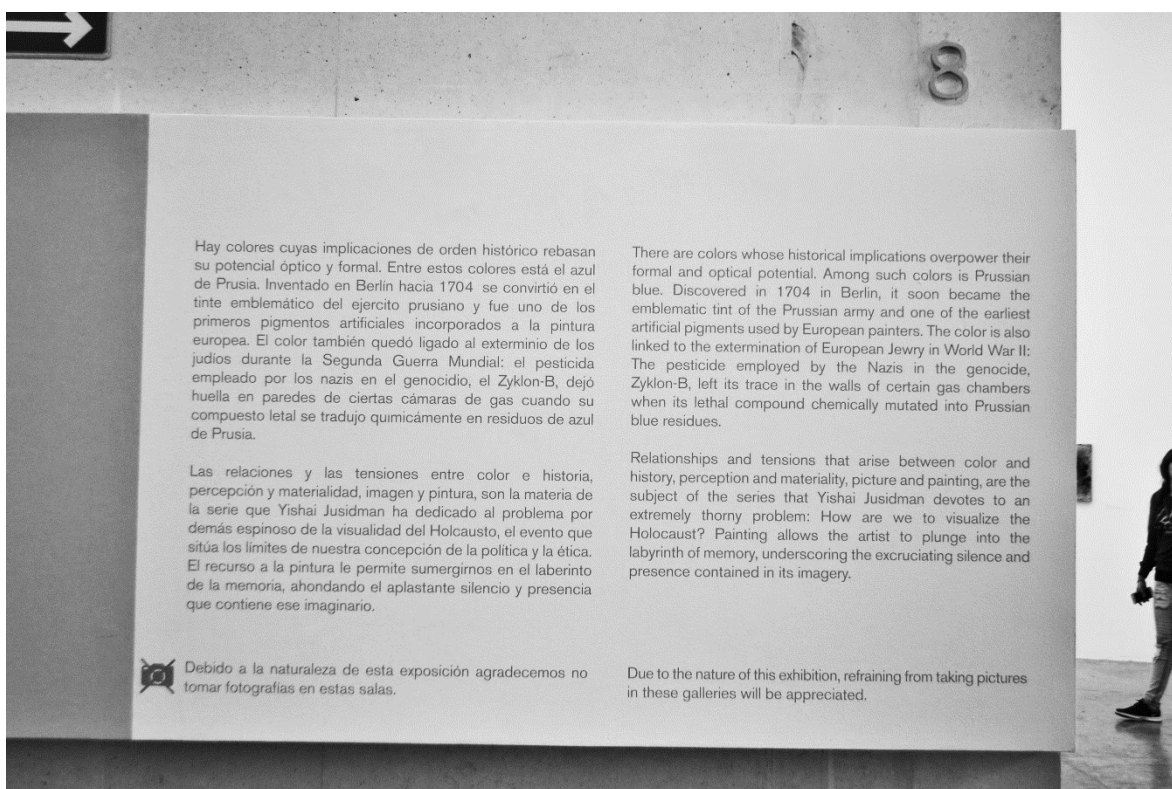 8
Hay colores cuyas implicaciones de orden histórico rebasan
su potencial óptico y formal. Entre estos colores está el azul
de Prusia. Inventado en Berlín hacia 1704 se convirtió en el
tinte emblemático del ejercito prusiano y fue uno de los
primeros pigmentos artificiales incorporados a la pintura
europea. El color también quedó ligado al exterminio de los
judíos durante la Segunda Guerra Mundial: el pesticida
empleado por los nazis en el genocidio, el Zyklon-B, dejó
huella en paredes de ciertas cámaras de gas cuando su
compuesto letal se tradujo quimicámente en residuos de azul
de Prusia.
Las relaciones y las tensiones entre color e historia,
percepción y materialidad, imagen y pintura, son la materia de
la serie que Yishai Jusidman ha dedicado al problema por
demás espinoso de la visualidad del Holcausto, el evento que
sitúa los límites de nuestra concepción de la política y la ética.
El recurso a la pintura le permite sumergirnos en el laberinto
de la memoria, ahondando el aplastante silencio y presencia
que contiene ese imaginario.
Debido a la naturaleza de esta exposición agradecemos no
tomar fotografías en estas salas.
There are colors whose historical implications overpower their
formal and optical potential. Among such colors is Prussian
blue. Discovered in 1704 in Berlin, it soon became the
emblematic tint of the Prussian army and one of the earliest
artificial pigments used by European painters. The color is also
linked to the extermination of European Jewry in World War II:
The pesticide employed by the Nazis in the genocide,
Zyklon-B, left its trace in the walls of certain gas chambers
when its lethal compound chemically mutated into Prussian
blue residues.
Relationships and tensions that arise between color and
history, perception and materiality, picture and painting, are the
subject of the series that Yishai Jusidman devotes to an
extremely thorny problem: How are we to visualize the
Holocaust? Painting allows the artist to plunge into the
labyrinth of memory, underscoring the excruciating silence and
presence contained in its imagery.
Due to the nature of this exhibition, refraining from taking pictures
in these galleries will be appreciated.